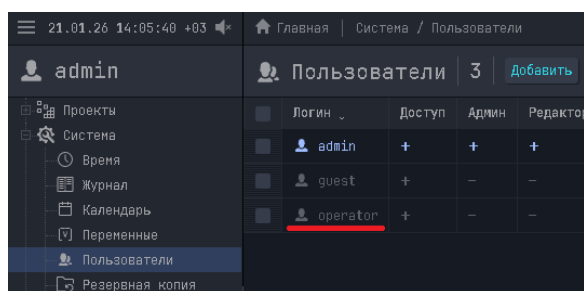 21.01.26 14:05:40 +03
Главная | Система / Пользователи
admin
Пользователи 3 Добавить
Проекты
Система
Время
Журнал
Календарь
Переменные
Пользователи
Резервная копия
Логин Доступ Админ Редактор
admin + + +
guest + - -
operator + - -